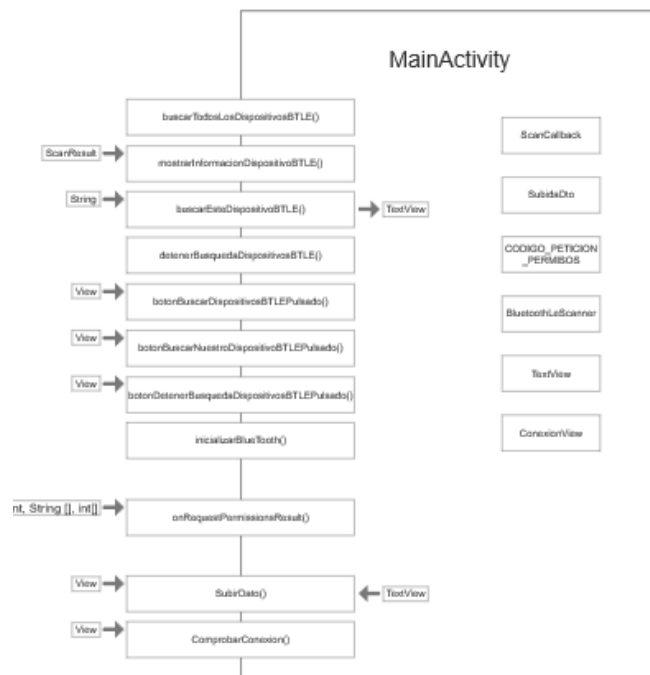 MainActivity
buscarTodosLosDispositivosBTLE()
ScanCallback
ScanResult
mostrarInformacionDispositivoBTLE()
SubidaDto
String
buscarEsteDispositivoBTLE()
TextView
CODIGO_PETICION
_PERMISOS
detenerBusquedaDispositivosBTLE()
View
botonBuscarDispositivosBTLEPulsado()
BluetoothLeScanner
View
botonBuscarNuestroDispositivoBTLEPulsado()
TextView
View
botonDetenerBusquedaDispositivosBTLEPulsado()
inicializarBlueTooth()
ConexionView
nt, String [], int[]
onRequestPermissionsResult()
View
SubirDato()
TextView
View
ComprobarConexion()